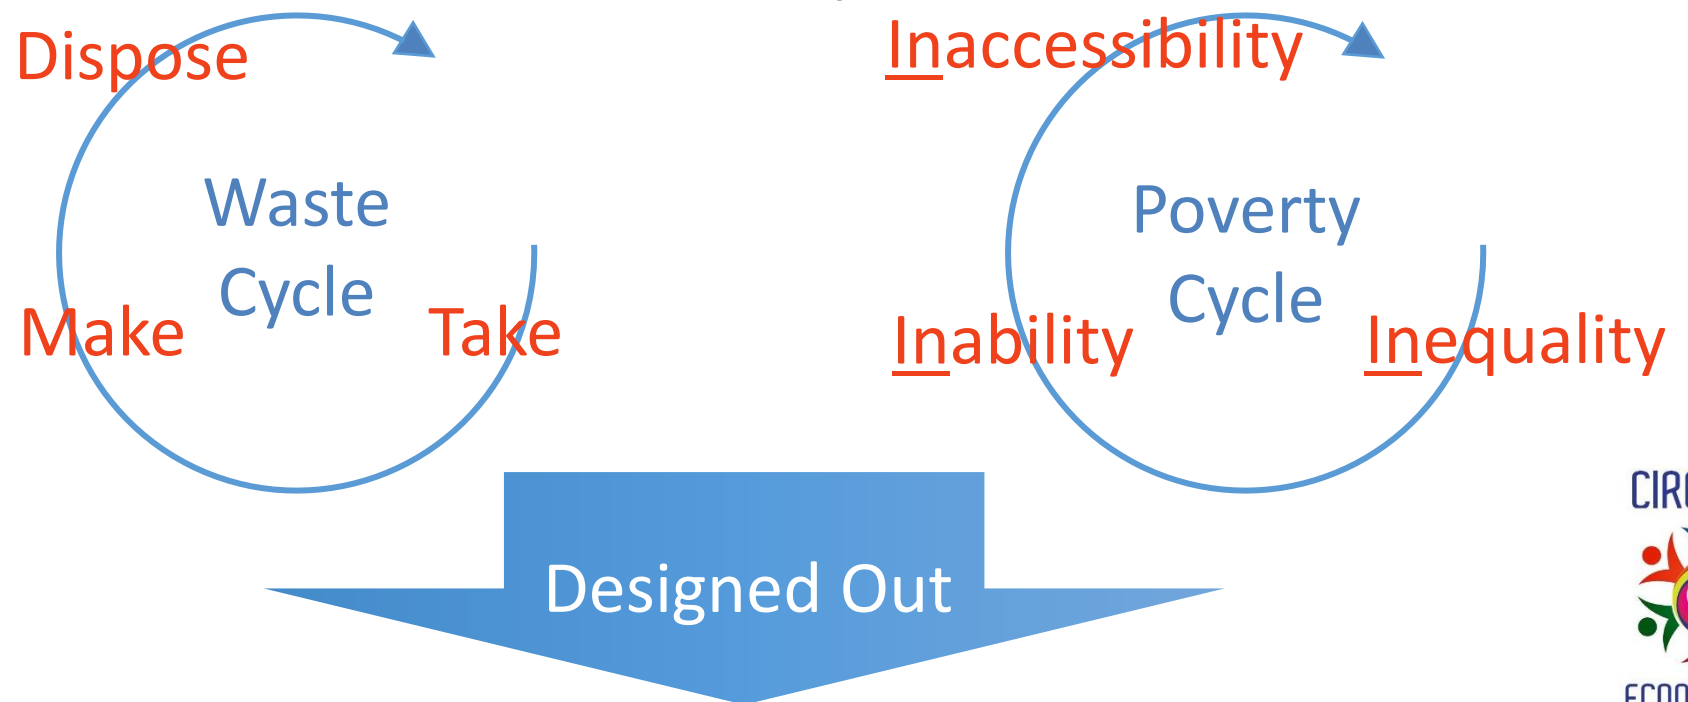 Dispose
Waste
Cycle
Make
Take
Inaccessibility
Poverty
Cycle
Inability
Inequality
Designed Out